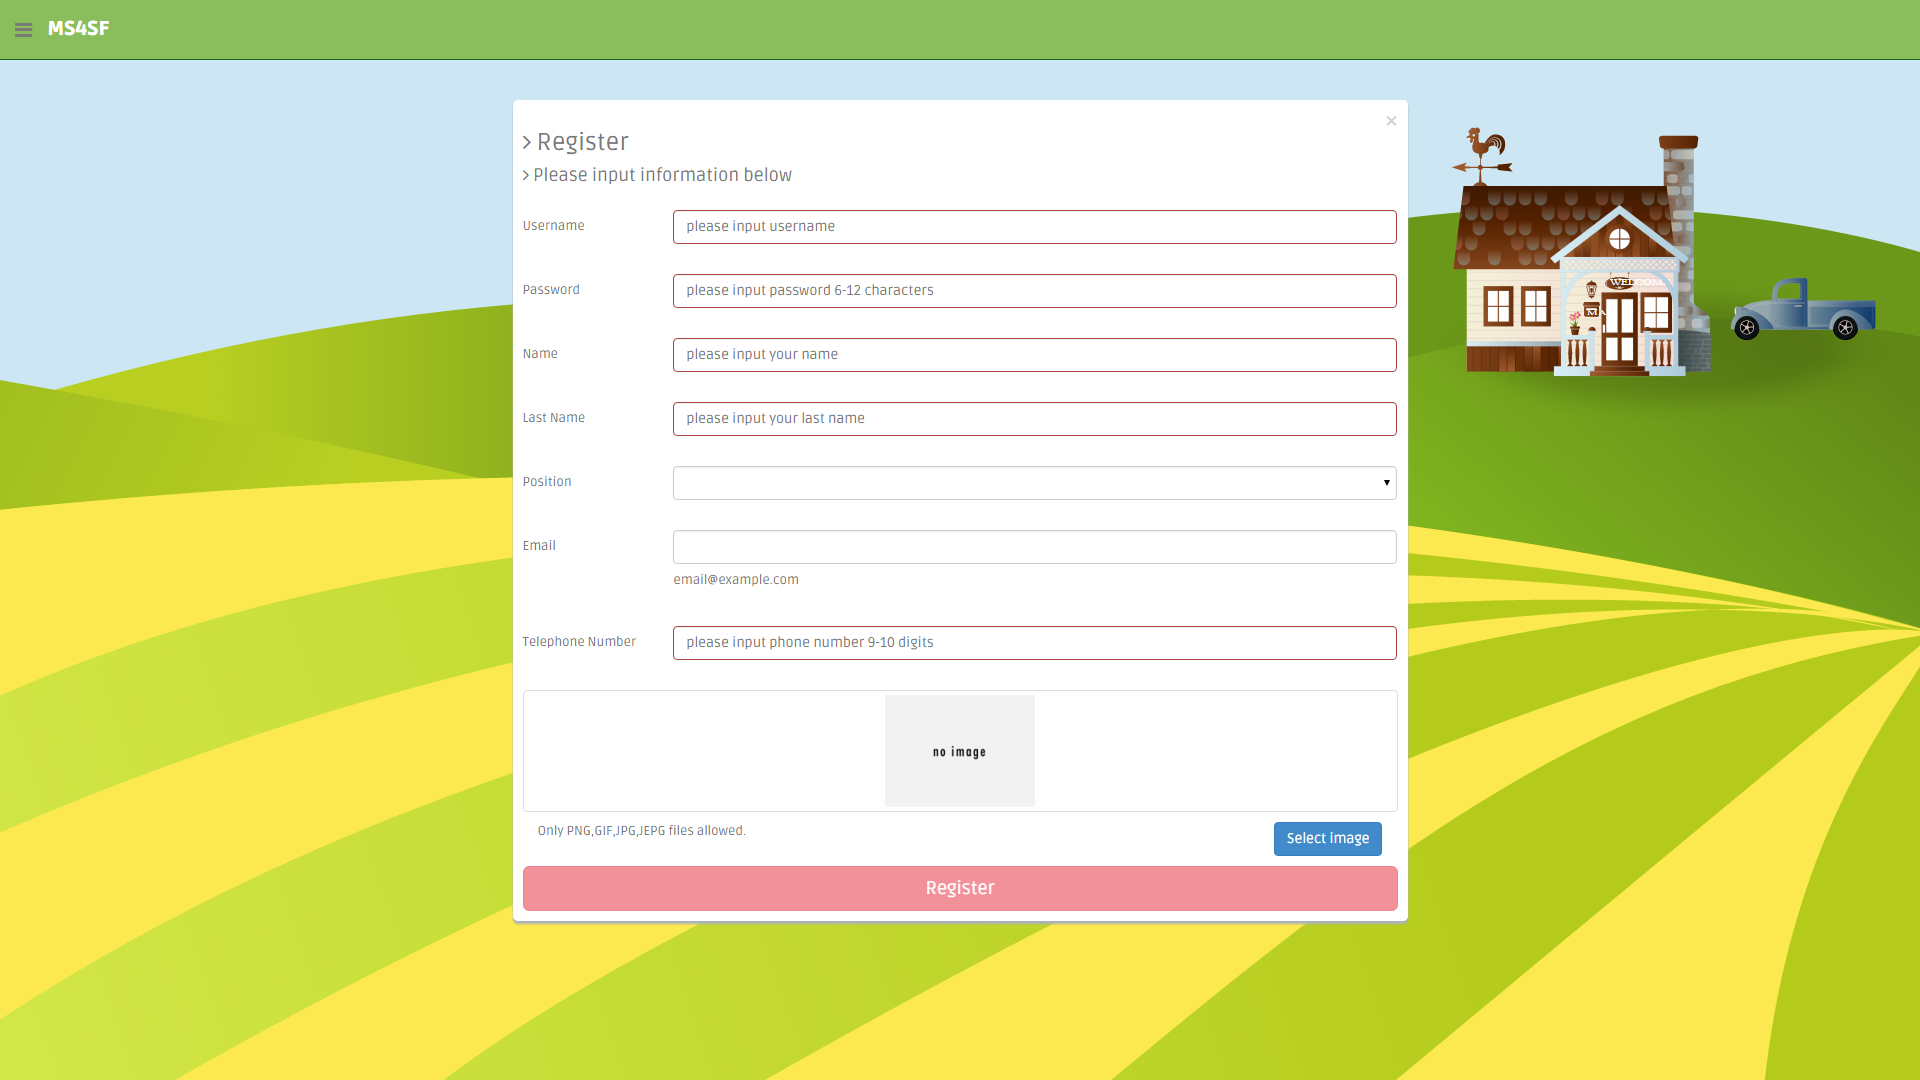 MS4SF
×
Register
Please input information below
Username
please input username
Password
please input password 6-12 characters
Name
please input your name
Last Name
please input your last name
Position
Email
email@example.com
Telephone Number
please input phone number 9-10 digits
no image
Only PNG,GIF,JPG,JEPG files allowed.
Select image
Register
WELCOM
MA